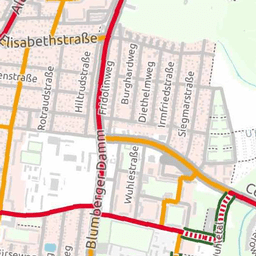 Elisabethstraße
Rotraudstraße
Hiltrudstraße
Fridolinweg
Burghardweg
Diethelmweg
Irmfriedstraße
Siegmarstraße
Blumberger Damm
Wuhlestraße